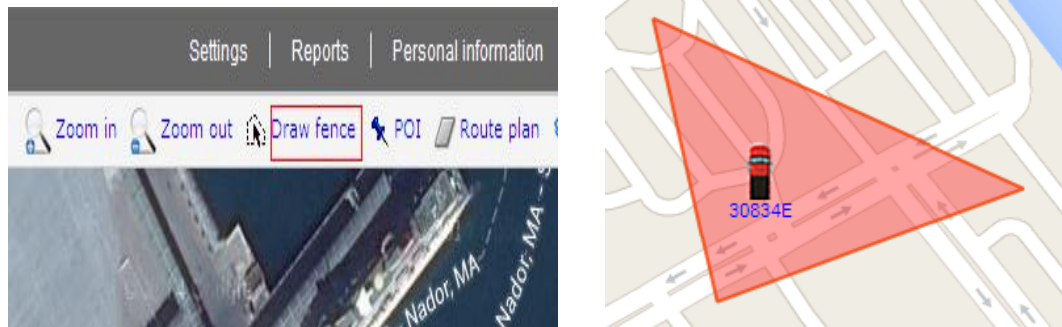 Settings | Reports | Personal information
Zoom in Zoom out Draw fence POI Route plan
Nador, MA
Nador, MA - S
30834E